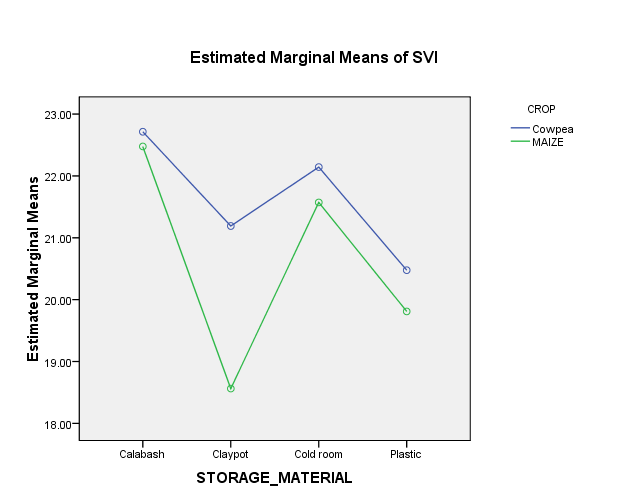 Estimated Marginal Means of SVI
CROP
Cowpea
MAIZE
Estimated Marginal Means
23.00
22.00
21.00
20.00
19.00
18.00
Calabash Claypot Cold room Plastic
STORAGE_MATERIAL